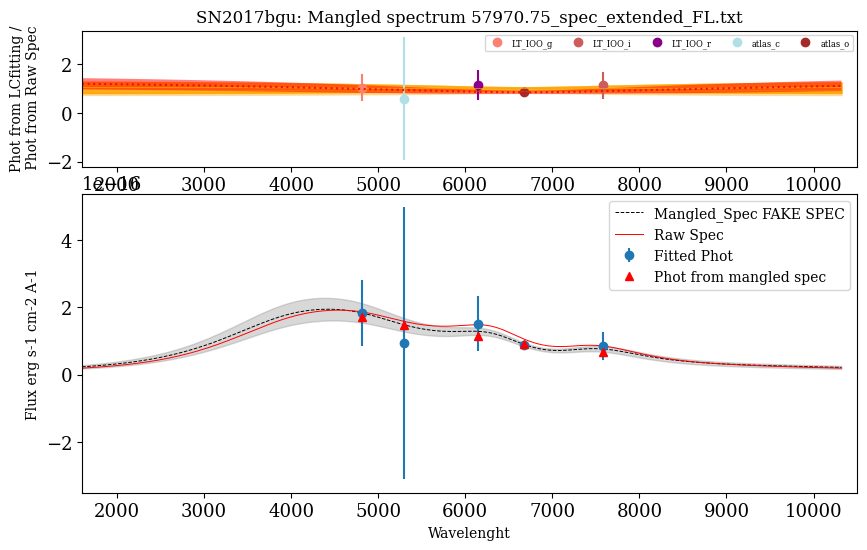 SN2017bgu: Mangled spectrum 57970.75_spec_extended_FL.txt
Phot from LCfitting /
Phot from Raw Spec
LT_IOO_g LT_IOO_i LT_IOO_r atlas_c atlas_o
2
0
−2
2000 3000 4000 5000 6000 7000 8000 9000 10000
1e−16
Flux erg s-1 cm-2 A-1
Mangled_Spec FAKE SPEC
Raw Spec
Fitted Phot
Phot from mangled spec
4
2
0
−2
2000 3000 4000 5000 6000 7000 8000 9000 10000
Wavelenght